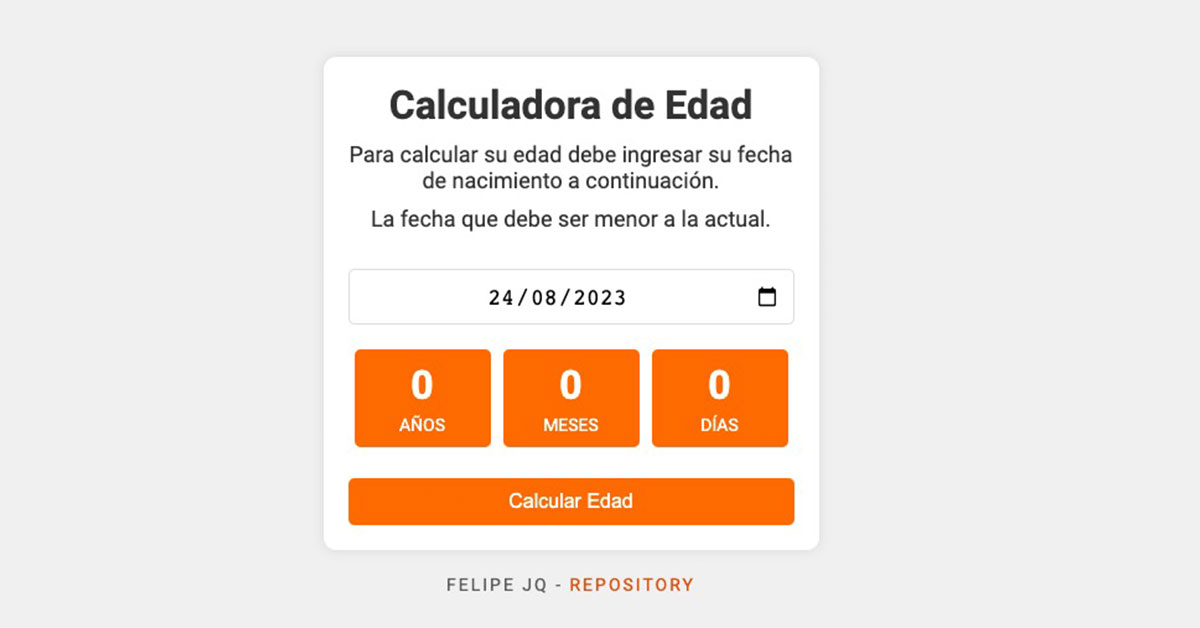 Calculadora de Edad
Para calcular su edad debe ingresar su fecha
de nacimiento a continuación.
La fecha que debe ser menor a la actual.
24/08/2023
0 0 0
AÑOS MESES DÍAS
Calcular Edad
FELIPE JQ - REPOSITORY